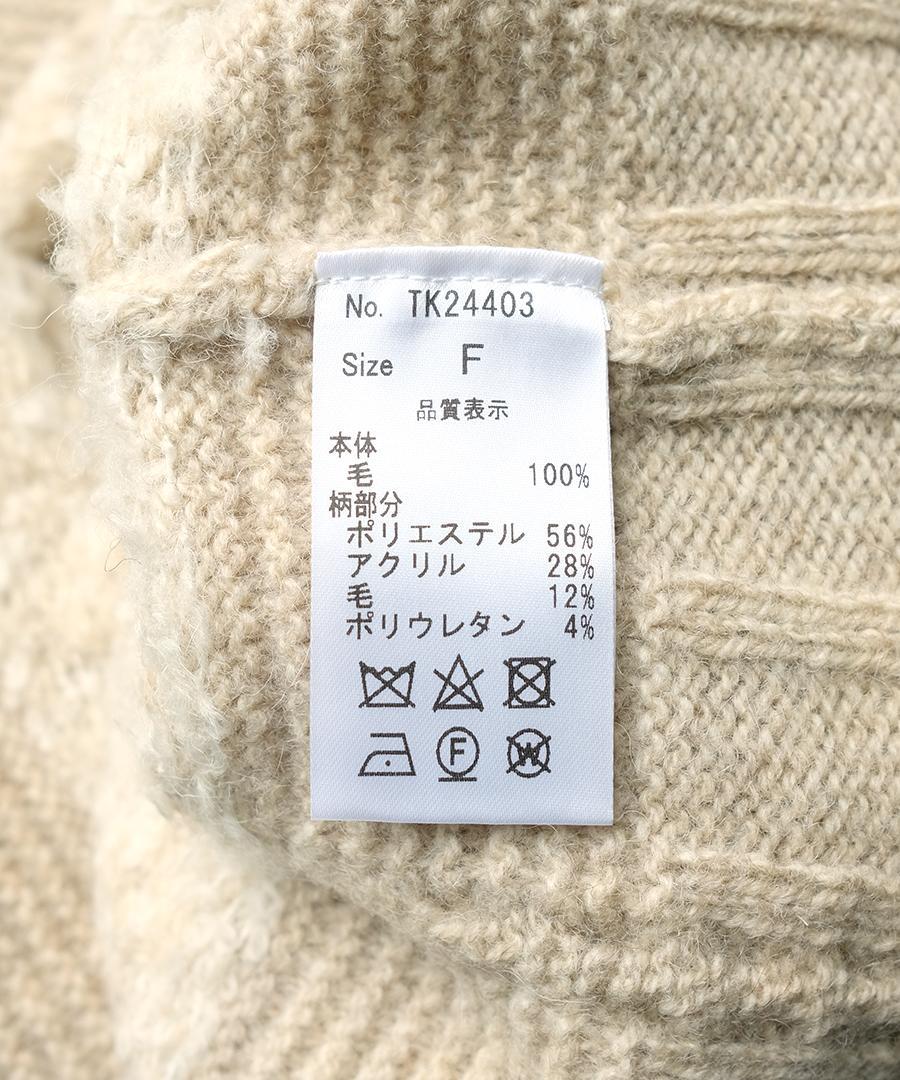 No. TK24403
Size F
品質表示
本体
毛 100%
柄部分
ポリエステル 56%
アクリル 28%
毛 12%
ポリウレタン 4%
F W